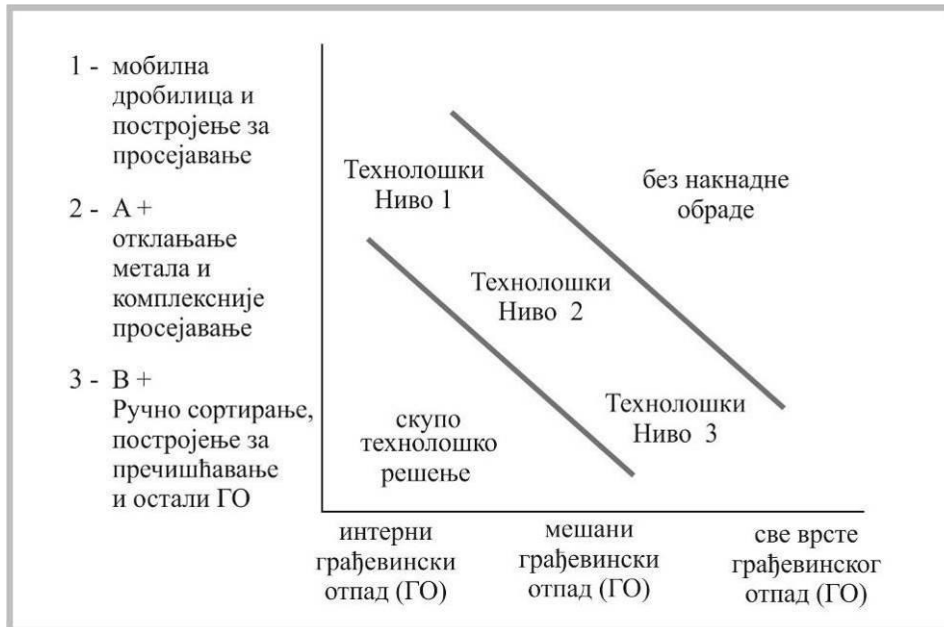 1 - мобилна
дробилица и
постројење за
просејавање
2 - А +
отклањање
метала и
комплексније
просејавање
3 - В +
Ручно сортирање,
постројење за
пречишћавање
и остали ГО
Технолошки
Ниво 1
без накнадне
обраде
Технолошки
Ниво 2
Технолошки
Ниво 3
скупо
технолошко
решење
интерни
грађевински
отпад (ГО)
мешани
грађевински
отпад (ГО)
све врсте
грађевинског
отпада (ГО)